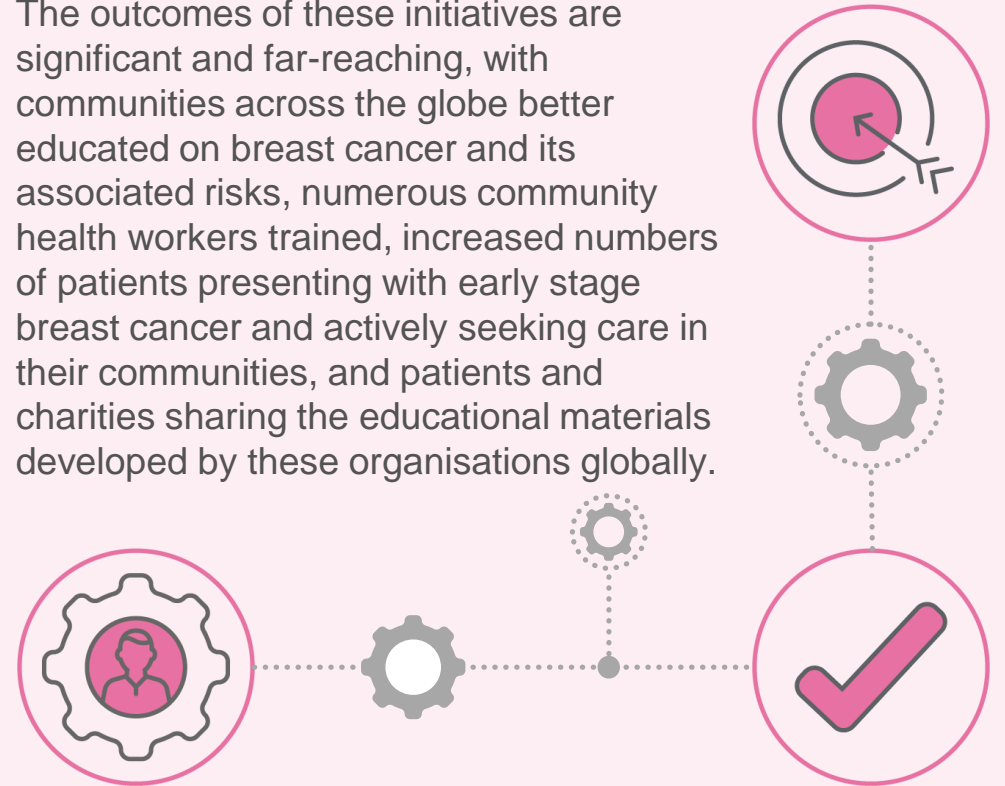 The outcomes of these initiatives are
significant and far-reaching, with
communities across the globe better
educated on breast cancer and its
associated risks, numerous community
health workers trained, increased numbers
of patients presenting with early stage
breast cancer and actively seeking care in
their communities, and patients and
charities sharing the educational materials
developed by these organisations globally.